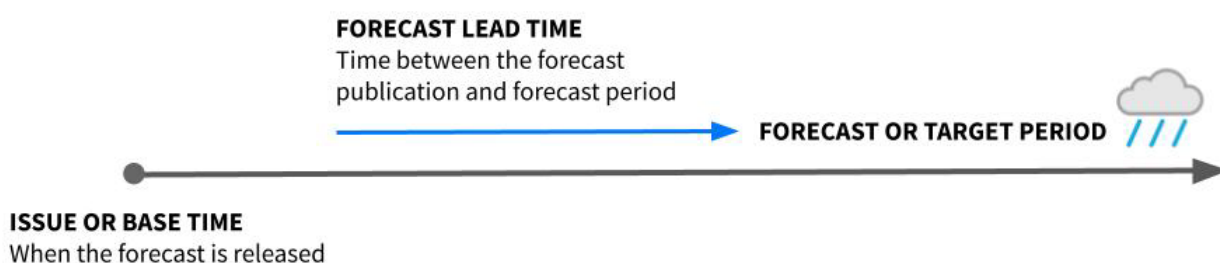 FORECAST LEAD TIME
Time between the forecast
publication and forecast period
FORECAST OR TARGET PERIOD
ISSUE OR BASE TIME
When the forecast is released